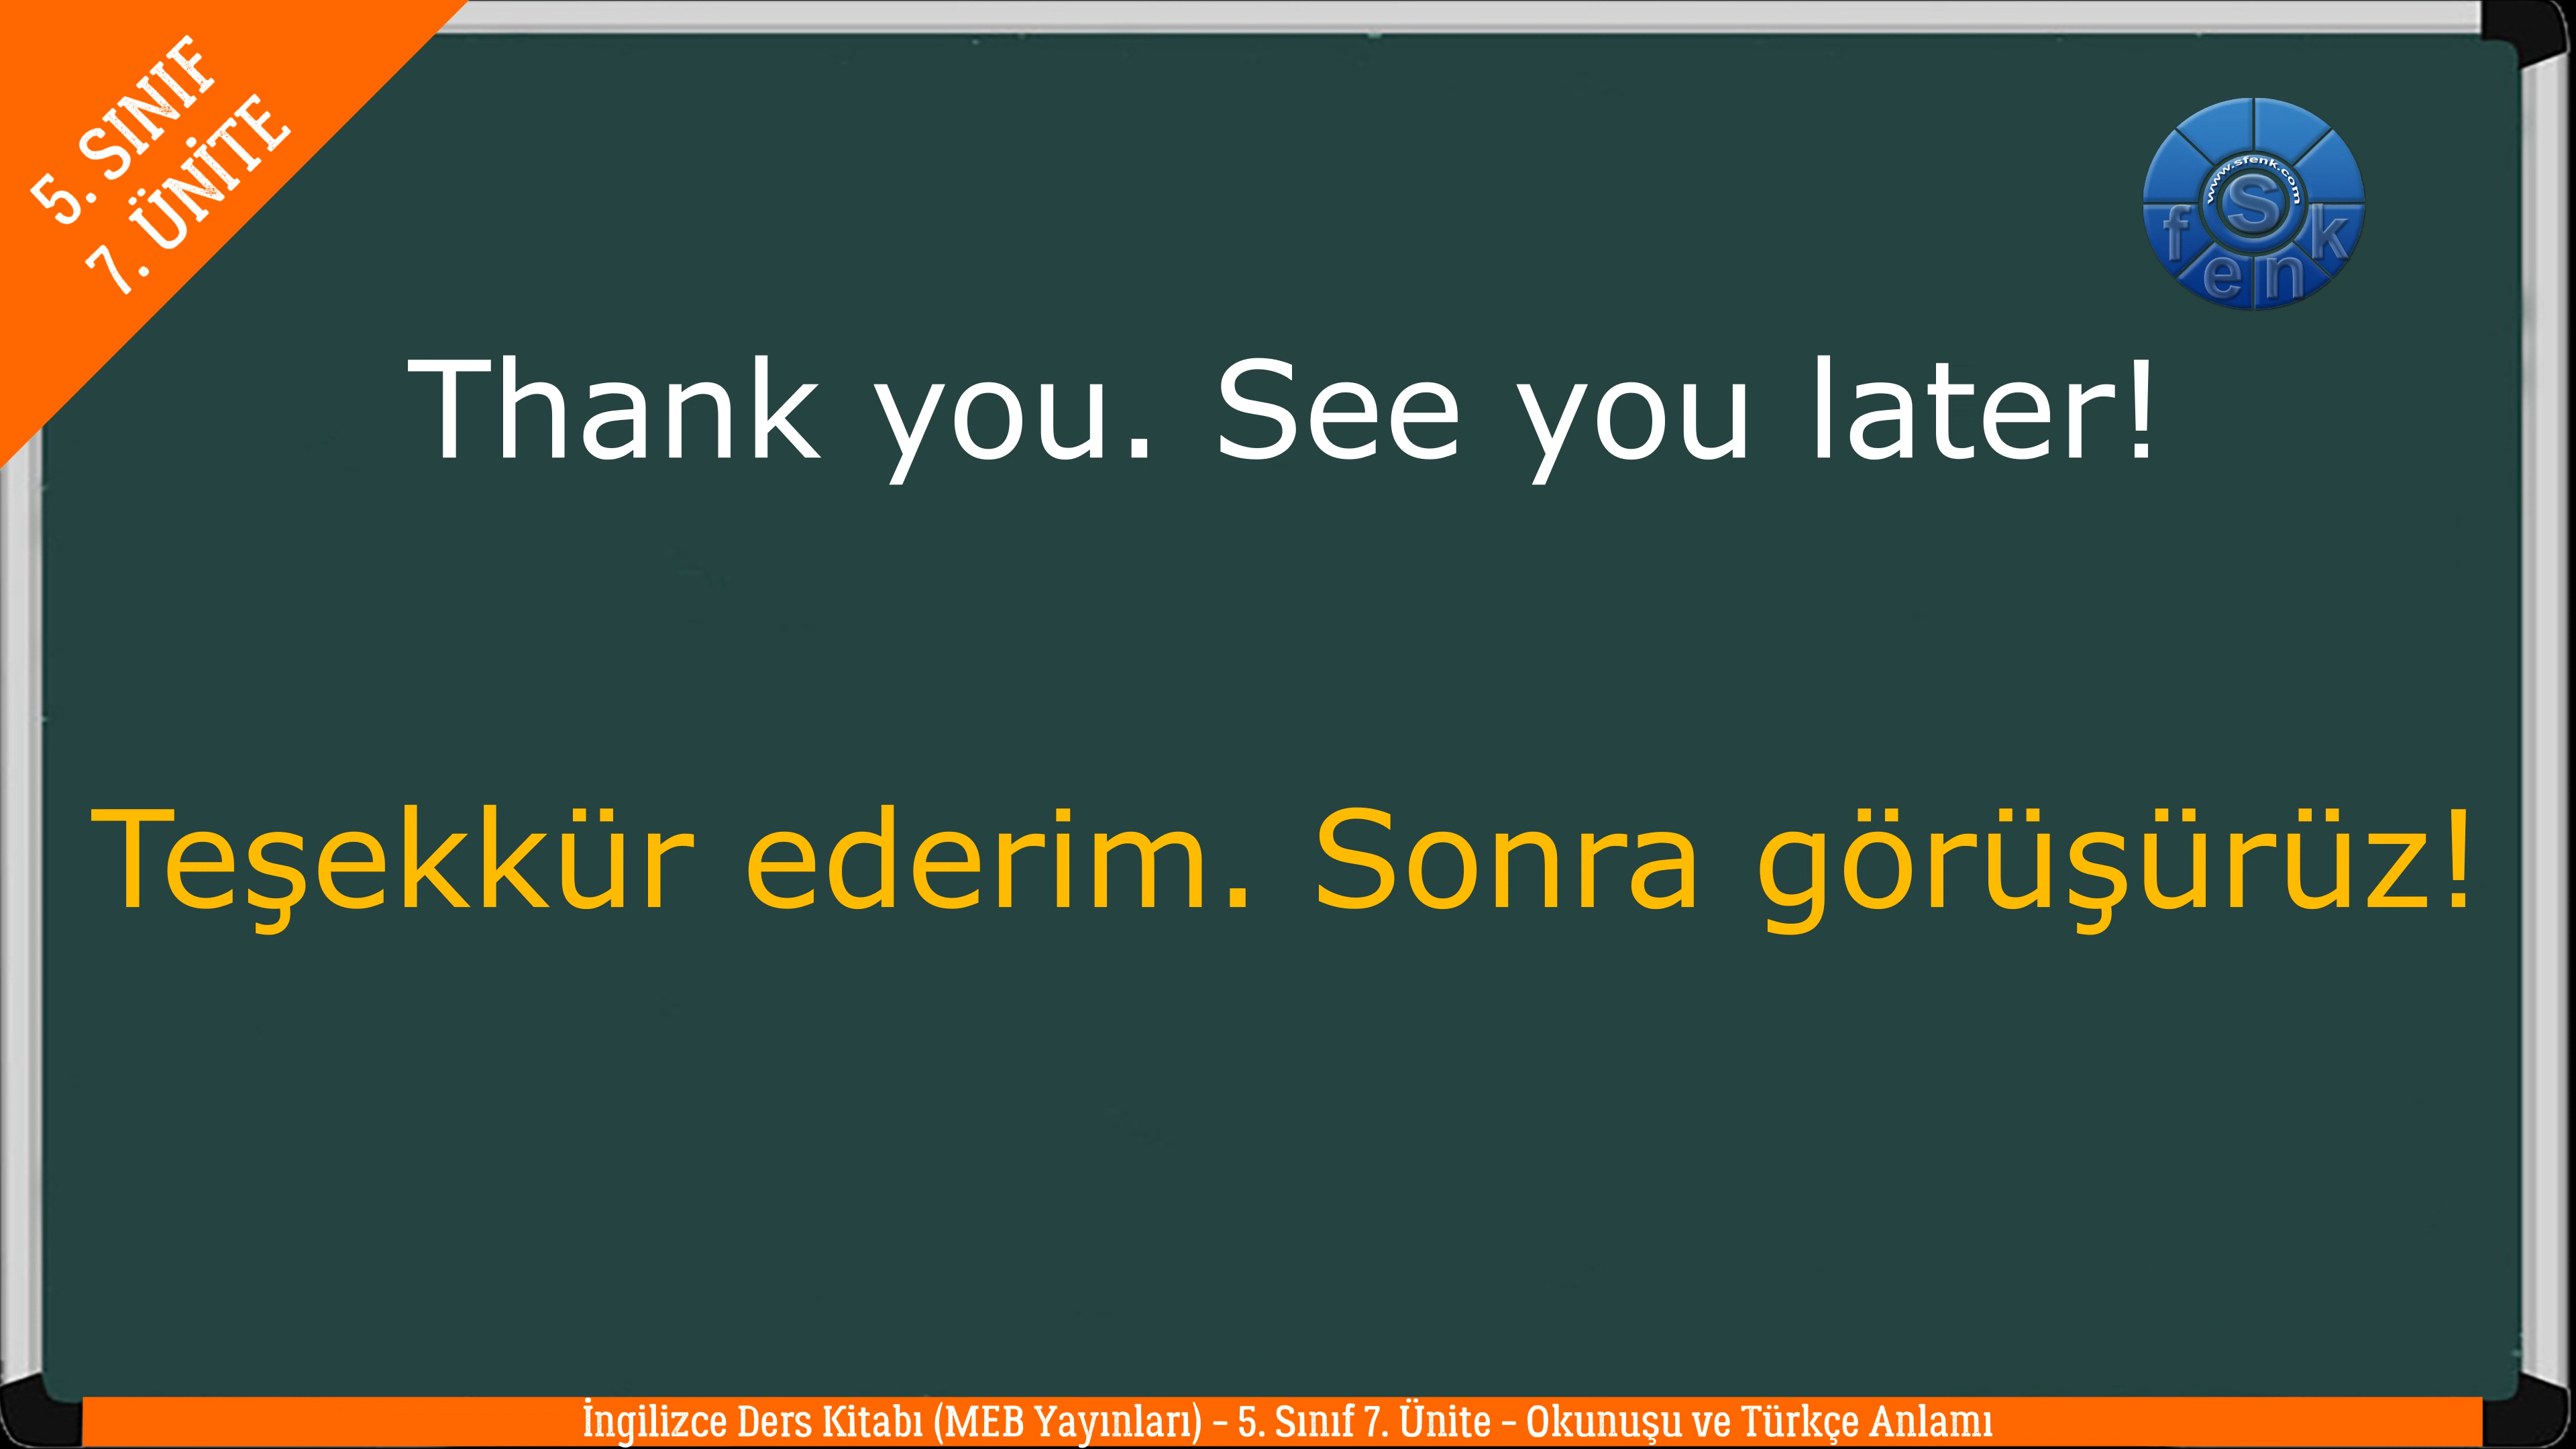 5. SINIF
7. ÜNİTE
www.sfenk.com
S
f e n k
Thank you. See you later!
Teşekkür ederim. Sonra görüşürüz!
İngilizce Ders Kitabı (MEB Yayınları) – 5. Sınıf 7. Ünite – Okunuşu ve Türkçe Anlamı